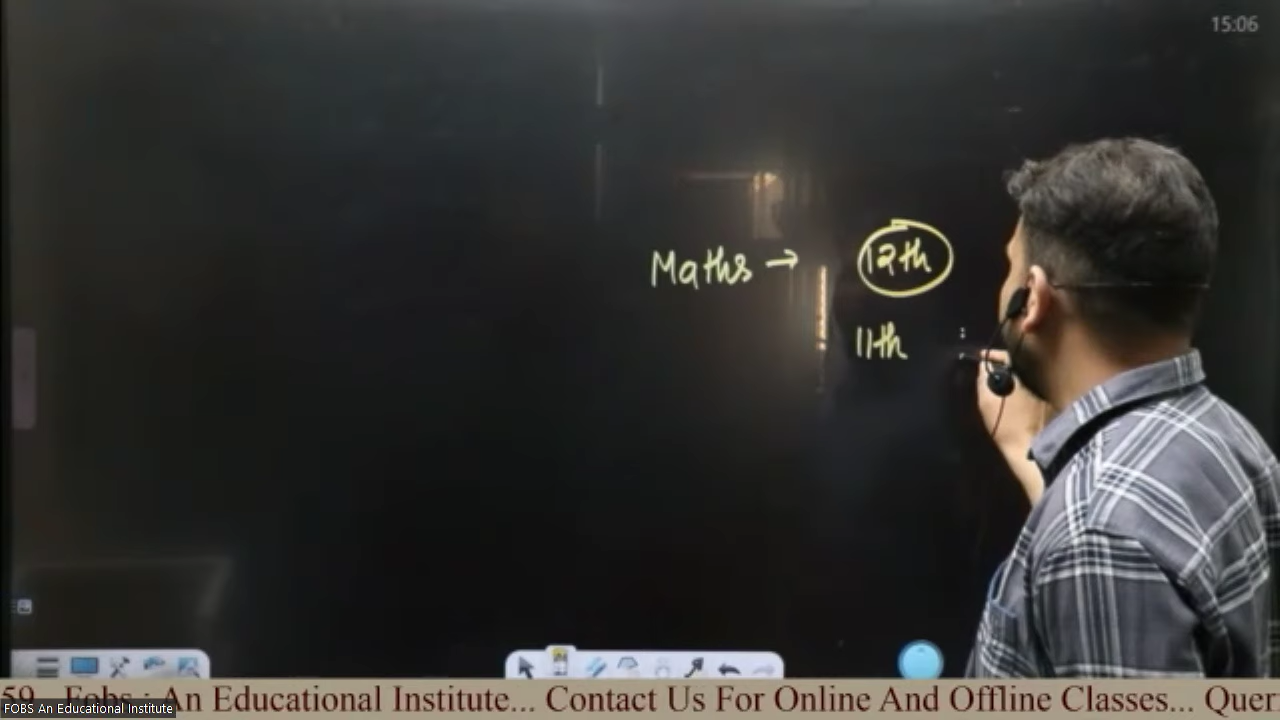 15:06
Maths → 12th
11th
59 Fobs : An Educational Institute... Contact Us For Online And Offline Classes...
FOBS An Educational Institute